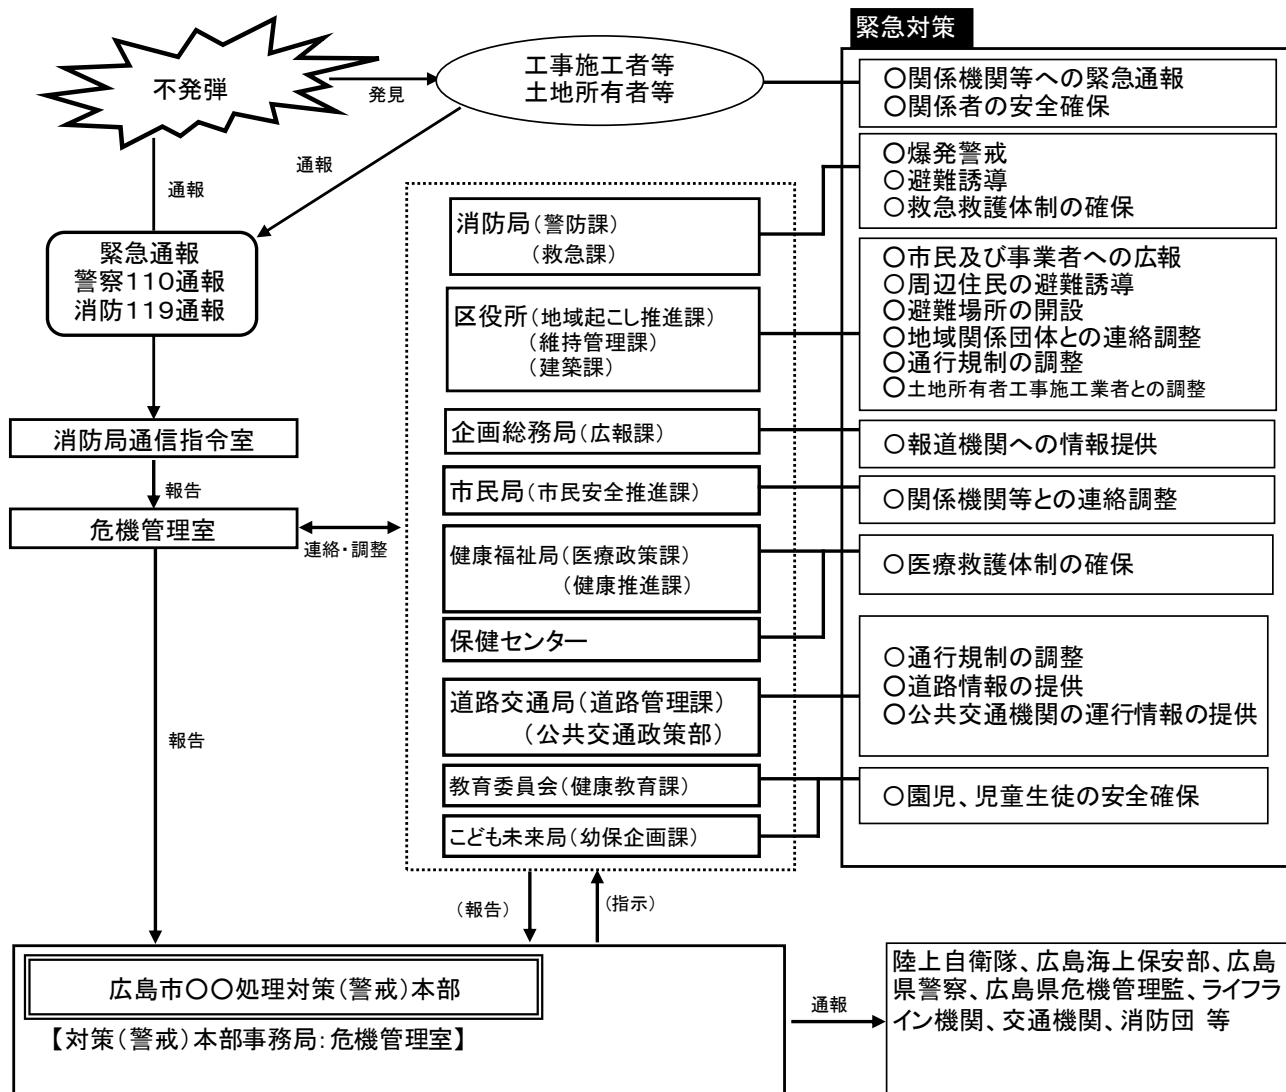 緊急対策
不発弾
発見
工事施工者等
土地所有者等
○関係機関等への緊急通報
○関係者の安全確保
通報
通報
緊急通報
警察110通報
消防119通報
消防局（警防課）
（救急課）
○爆発警戒
○避難誘導
○救急救護体制の確保
区役所（地域起こし推進課）
（維持管理課）
（建築課）
○市民及び事業者への広報
○周辺住民の避難誘導
○避難場所の開設
○地域関係団体との連絡調整
○通行規制の調整
○土地所有者工事施工業者との調整
消防局通信指令室
企画総務局（広報課）
○報道機関への情報提供
報告
市民局（市民安全推進課）
○関係機関等との連絡調整
危機管理室
連絡・調整
健康福祉局（医療政策課）
（健康推進課）
○医療救護体制の確保
保健センター
道路交通局（道路管理課）
（公共交通政策部）
○通行規制の調整
○道路情報の提供
○公共交通機関の運行情報の提供
報告
教育委員会（健康教育課）
○園児、児童生徒の安全確保
こども未来局（幼保企画課）
（報告）
（指示）
広島市○○処理対策（警戒）本部
【対策（警戒）本部事務局：危機管理室】
通報
陸上自衛隊、広島海上保安部、広島
県警察、広島県危機管理監、ライフラ
イン機関、交通機関、消防団 等